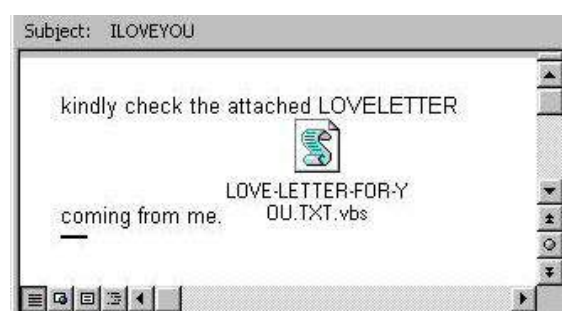 Subject: ILOVEYOU
kindly check the attached LOVELETTER
LOVE-LETTER-FOR-Y
OU.TXT.vbs
coming from me.